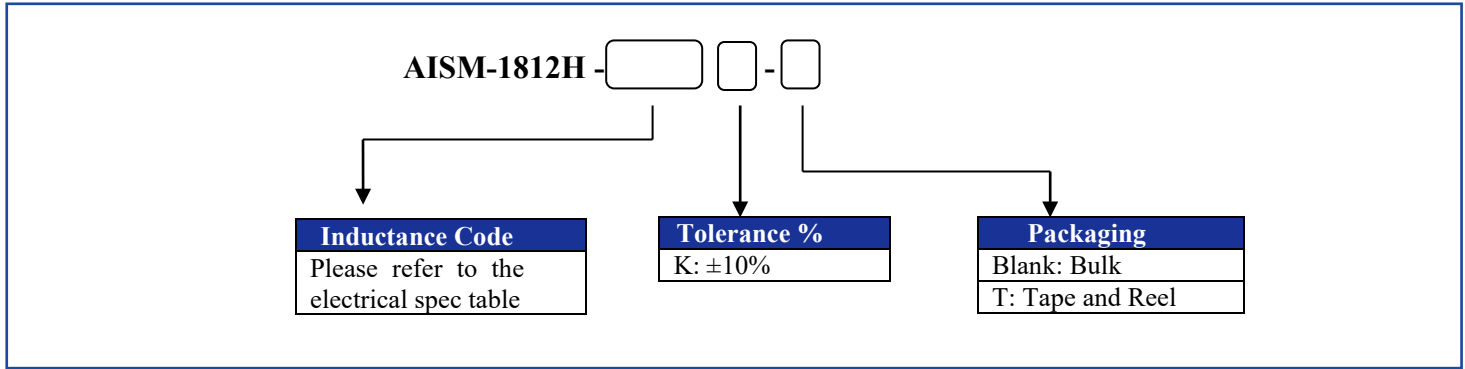 AISM-1812H - -
Inductance Code
Please refer to the
electrical spec table
Tolerance %
K: ±10%
Packaging
Blank: Bulk
T: Tape and Reel